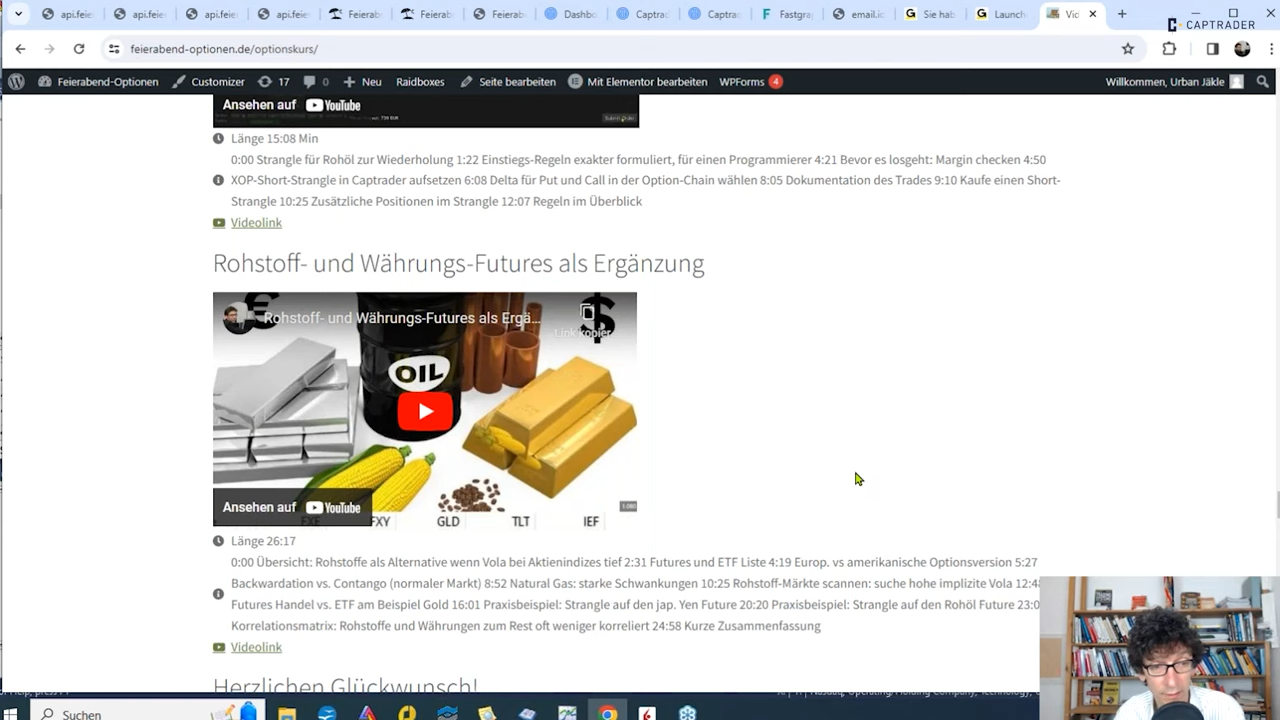 api.feier
api.feier
api.feier
api.feier
Feierab
Feierab
Feierab
Dashbo
Captrad
Captrad
Fastgra
email.ic
Sie hab
Launch
Vid
CAPTRADER
feierabend-optionen.de/optionskurs/
Feierabend-Optionen Customizer 17 0 Neu Raidboxes Seite bearbeiten Mit Elementor bearbeiten WPForms 4 Willkommen, Urban Jäkle
Ansehen auf YouTube
Länge 15:08 Min
0:00 Strangle für Rohöl zur Wiederholung 1:22 Einstiegs-Regeln exakter formuliert, für einen Programmierer 4:21 Bevor es losgeht: Margin checken 4:50
XOP-Short-Strangle in Captrader aufsetzen 6:08 Delta für Put und Call in der Option-Chain wählen 8:05 Dokumentation des Trades 9:10 Kaufe einen Short-
Strangle 10:25 Zusätzliche Positionen im Strangle 12:07 Regeln im Überblick
Videolink
Rohstoff- und Währungs-Futures als Ergänzung
Rohstoff- und Währungs-Futures als Ergä...
Link kopier
OIL
Ansehen auf YouTube
FXE FXY GLD TLT IEF
Länge 26:17
0:00 Übersicht: Rohstoffe als Alternative wenn Vola bei Aktienindizes tief 2:31 Futures und ETF Liste 4:19 Europ. vs amerikanische Optionsversion 5:27
Backwardation vs. Contango (normaler Markt) 8:52 Natural Gas: starke Schwankungen 10:25 Rohstoff-Märkte scannen: suche hohe implizite Vola 12:48
Futures Handel vs. ETF am Beispiel Gold 16:01 Praxisbeispiel: Strangle auf den jap. Yen Future 20:20 Praxisbeispiel: Strangle auf den Rohöl Future 23:0
Korrelationsmatrix: Rohstoffe und Währungen zum Rest oft weniger korreliert 24:58 Kurze Zusammenfassung
Videolink
Herzlichen Glückwunsch!
Suchen